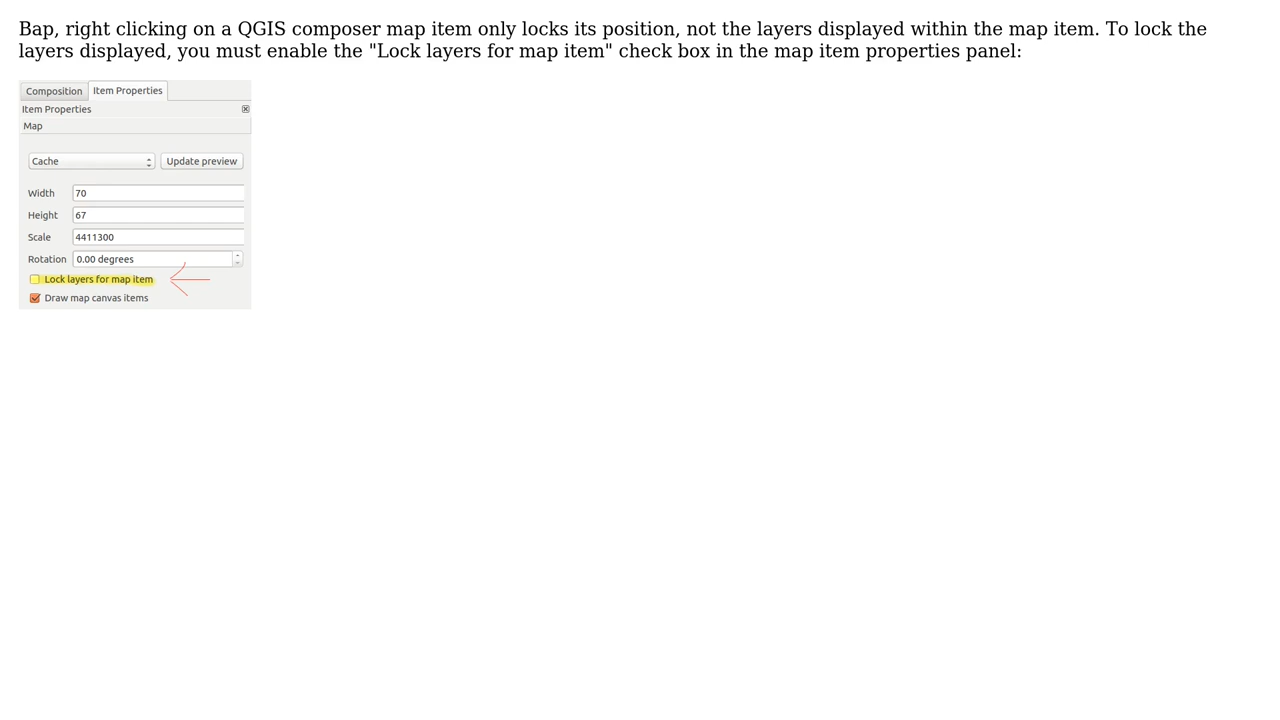 Bap, right clicking on a QGIS composer map item only locks its position, not the layers displayed within the map item. To lock the
layers displayed, you must enable the "Lock layers for map item" check box in the map item properties panel:
Composition Item Properties
Item Properties
Map
Cache Update preview
Width 70
Height 67
Scale 4411300
Rotation 0.00 degrees
Lock layers for map item
Draw map canvas items